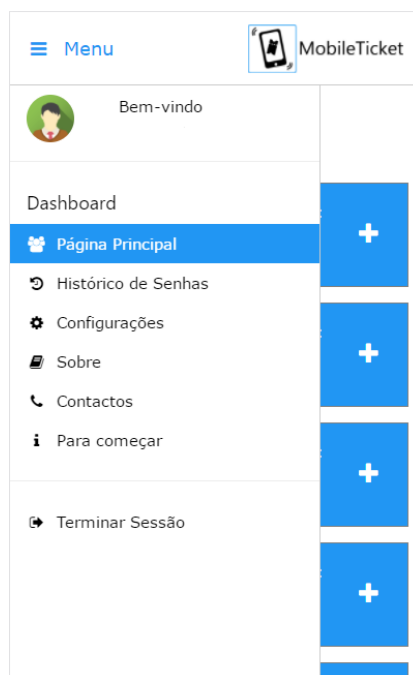 Menu
MobileTicket
Bem-vindo
Dashboard
Página Principal
Histórico de Senhas
Configurações
Sobre
Contactos
Para começar
Terminar Sessão